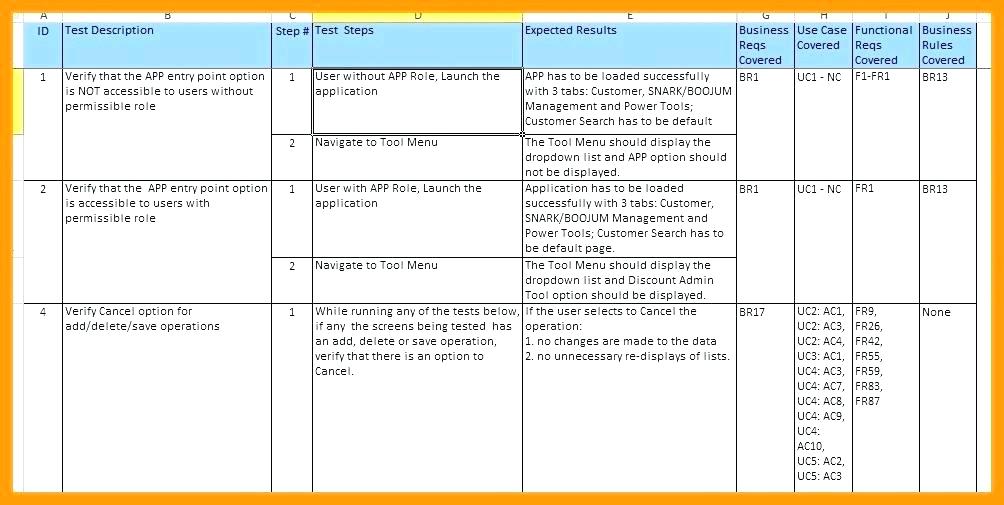 A B C D E G H I J
ID Test Description Step # Test Steps Expected Results Business Reqs Covered Use Case Covered Functional Reqs Covered Business Rules Covered
1
Verify that the APP entry point option
is NOT accessible to users without
permissible role
1
User without APP Role, Launch the
application
APP has to be loaded successfully
with 3 tabs: Customer, SNARK/BOOJUM
Management and Power Tools;
Customer Search has to be default
BR1
UC1 - NC
F1-FR1
BR13
2
Navigate to Tool Menu
The Tool Menu should display the
dropdown list and APP option should
not be displayed.
2
Verify that the APP entry point option
is accessible to users with
permissible role
1
User with APP Role, Launch the
application
Application has to be loaded
successfully with 3 tabs: Customer,
SNARK/BOOJUM Management and
Power Tools; Customer Search has to
be default page.
BR1
UC1 - NC
FR1
BR13
2
Navigate to Tool Menu
The Tool Menu should display the
dropdown list and Discount Admin
Tool option should be displayed.
4
Verify Cancel option for
add/delete/save operations
1
While running any of the tests below,
if any the screens being tested has
an add, delete or save operation,
verify that there is an option to
Cancel.
If the user selects to Cancel the
operation:
1. no changes are made to the data
2. no unnecessary re-displays of lists.
BR17
UC2: AC1,
UC2: AC3,
UC2: AC4,
UC3: AC1,
UC4: AC3,
UC4: AC7,
UC4: AC8,
UC4: AC9,
UC4:
AC10,
UC5: AC2,
UC5: AC3
FR9,
FR26,
FR42,
FR55,
FR59,
FR83,
FR87
None